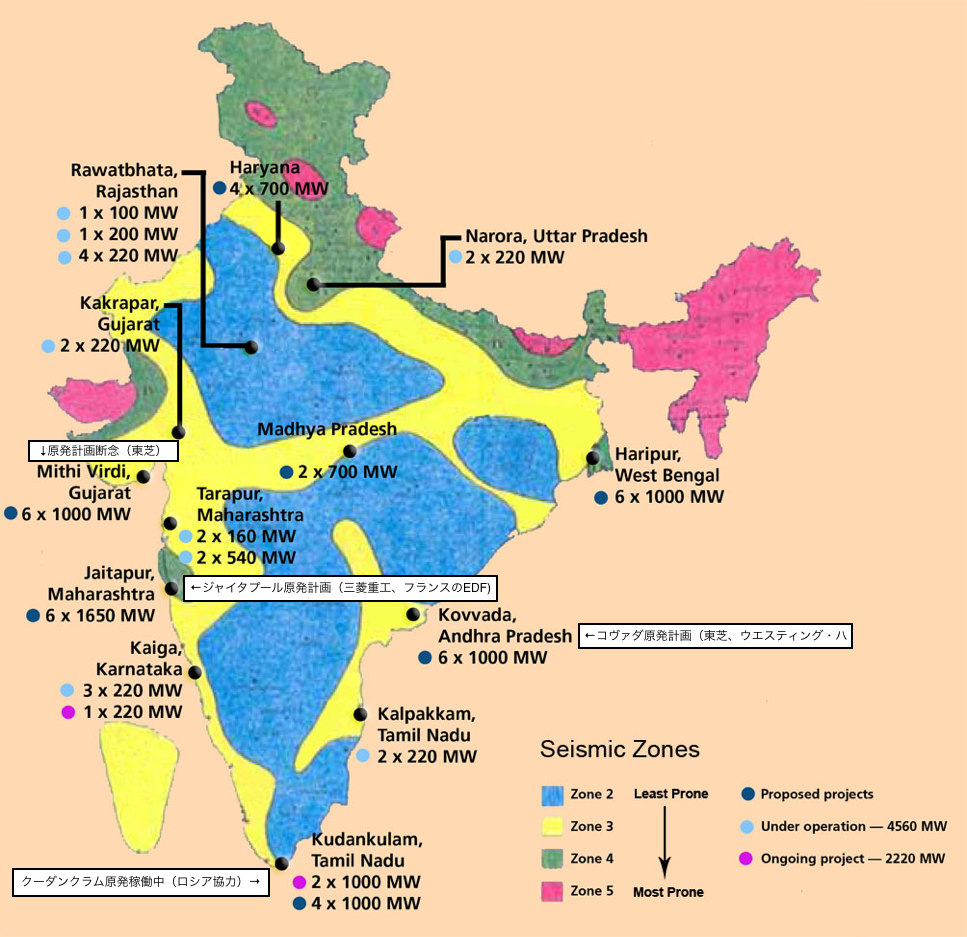 Rawatbhata,
Rajasthan
1 x 100 MW
1 x 200 MW
4 x 220 MW
Haryana
4 x 700 MW
Narora, Uttar Pradesh
2 x 220 MW
Kakrapar,
Gujarat
2 x 220 MW
Madhya Pradesh
2 x 700 MW
↓原発計画断念（東芝）
Mithi Virdi,
Gujarat
6 x 1000 MW
Haripur,
West Bengal
6 x 1000 MW
Tarapur,
Maharashtra
2 x 160 MW
2 x 540 MW
Jaitapur,
Maharashtra
6 x 1650 MW
←ジャイタプール原発計画（三菱重工、フランスのEDF)
Kovvada,
Andhra Pradesh
6 x 1000 MW
←コヴァダ原発計画（東芝、ウエスティング・ハ
Kaiga,
Karnataka
3 x 220 MW
1 x 220 MW
Kalpakkam,
Tamil Nadu
2 x 220 MW
Kudankulam,
Tamil Nadu
2 x 1000 MW
4 x 1000 MW
クーダンクラム原発稼働中（ロシア協力）→
Seismic Zones
Zone 2 Least Prone
Zone 3
Zone 4
Zone 5 Most Prone
Proposed projects
Under operation — 4560 MW
Ongoing project — 2220 MW